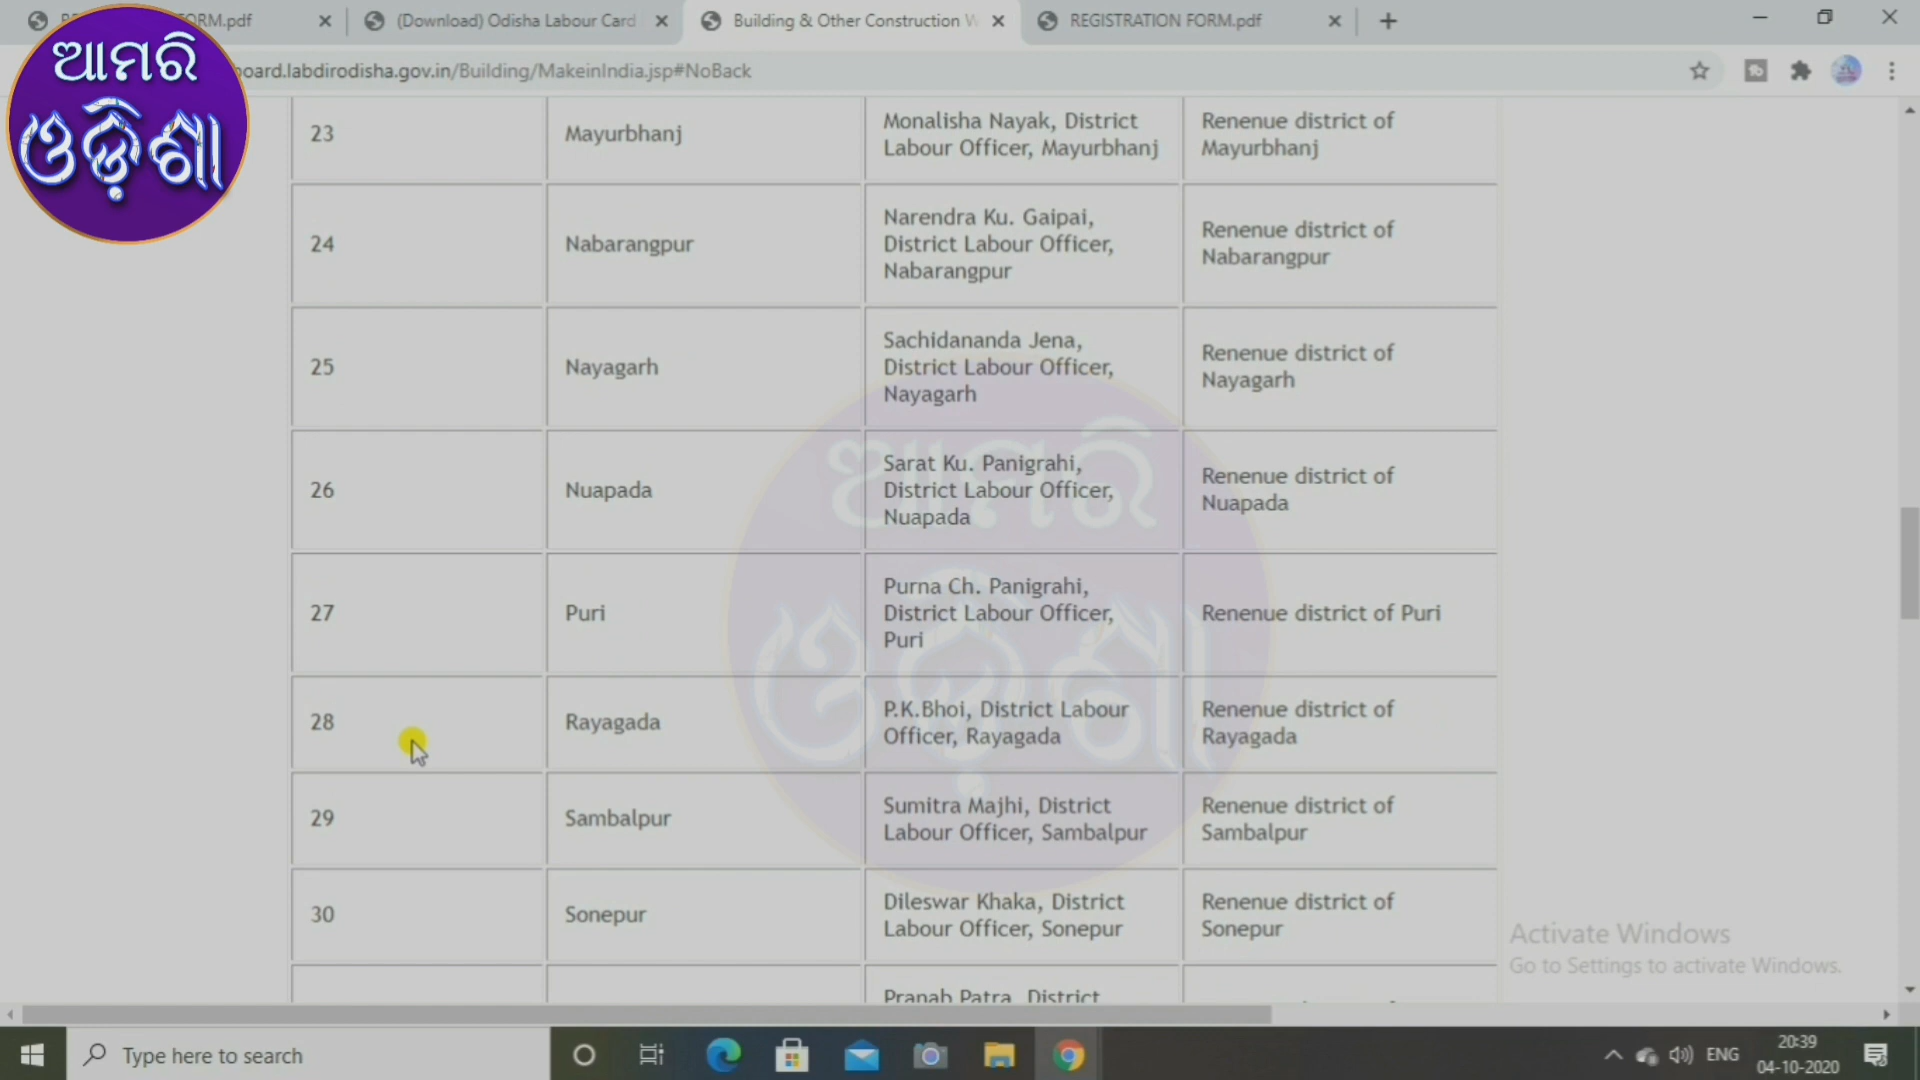 ଆମରି
ଓଡ଼ିଶା
ORM.pdf
(Download) Odisha Labour Card
Building & Other Construction W
REGISTRATION FORM.pdf
board.labdirodisha.gov.in/Building/MakeinIndia.jsp#NoBack
23
Mayurbhanj
Monalisha Nayak, District
Labour Officer, Mayurbhanj
Renenue district of
Mayurbhanj
24
Nabarangpur
Narendra Ku. Gaipai,
District Labour Officer,
Nabarangpur
Renenue district of
Nabarangpur
25
Nayagarh
Sachidananda Jena,
District Labour Officer,
Nayagarh
Renenue district of
Nayagarh
26
Nuapada
Sarat Ku. Panigrahi,
District Labour Officer,
Nuapada
Renenue district of
Nuapada
27
Puri
Purna Ch. Panigrahi,
District Labour Officer,
Puri
Renenue district of Puri
28
Rayagada
P.K.Bhoi, District Labour
Officer, Rayagada
Renenue district of
Rayagada
29
Sambalpur
Sumitra Majhi, District
Labour Officer, Sambalpur
Renenue district of
Sambalpur
30
Sonepur
Dileswar Khaka, District
Labour Officer, Sonepur
Renenue district of
Sonepur
Pranab Patra, District
ଆମରି
ଓଡ଼ିଶା
Activate Windows
Go to Settings to activate Windows.
Type here to search
ENG
20:39
04-10-2020